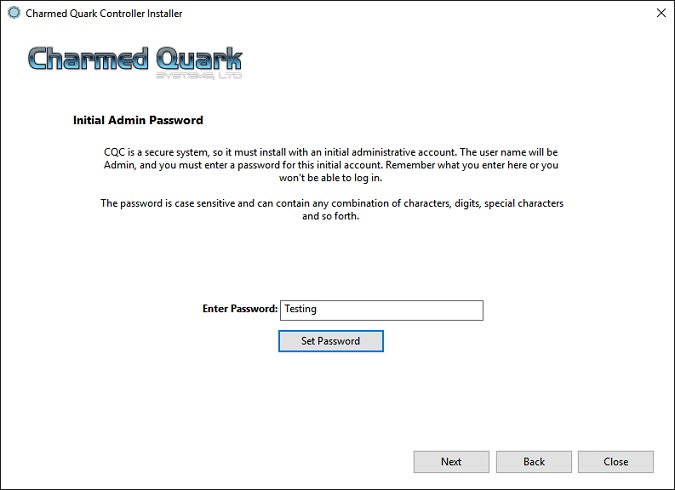 Charmed Quark Controller Installer
Charmed Quark
SYSTEMS, LTD
Initial Admin Password
CQC is a secure system, so it must install with an initial administrative account. The user name will be
Admin, and you must enter a password for this initial account. Remember what you enter here or you
won't be able to log in.
The password is case sensitive and can contain any combination of characters, digits, special characters
and so forth.
Enter Password: Testing
Set Password
Next Back Close